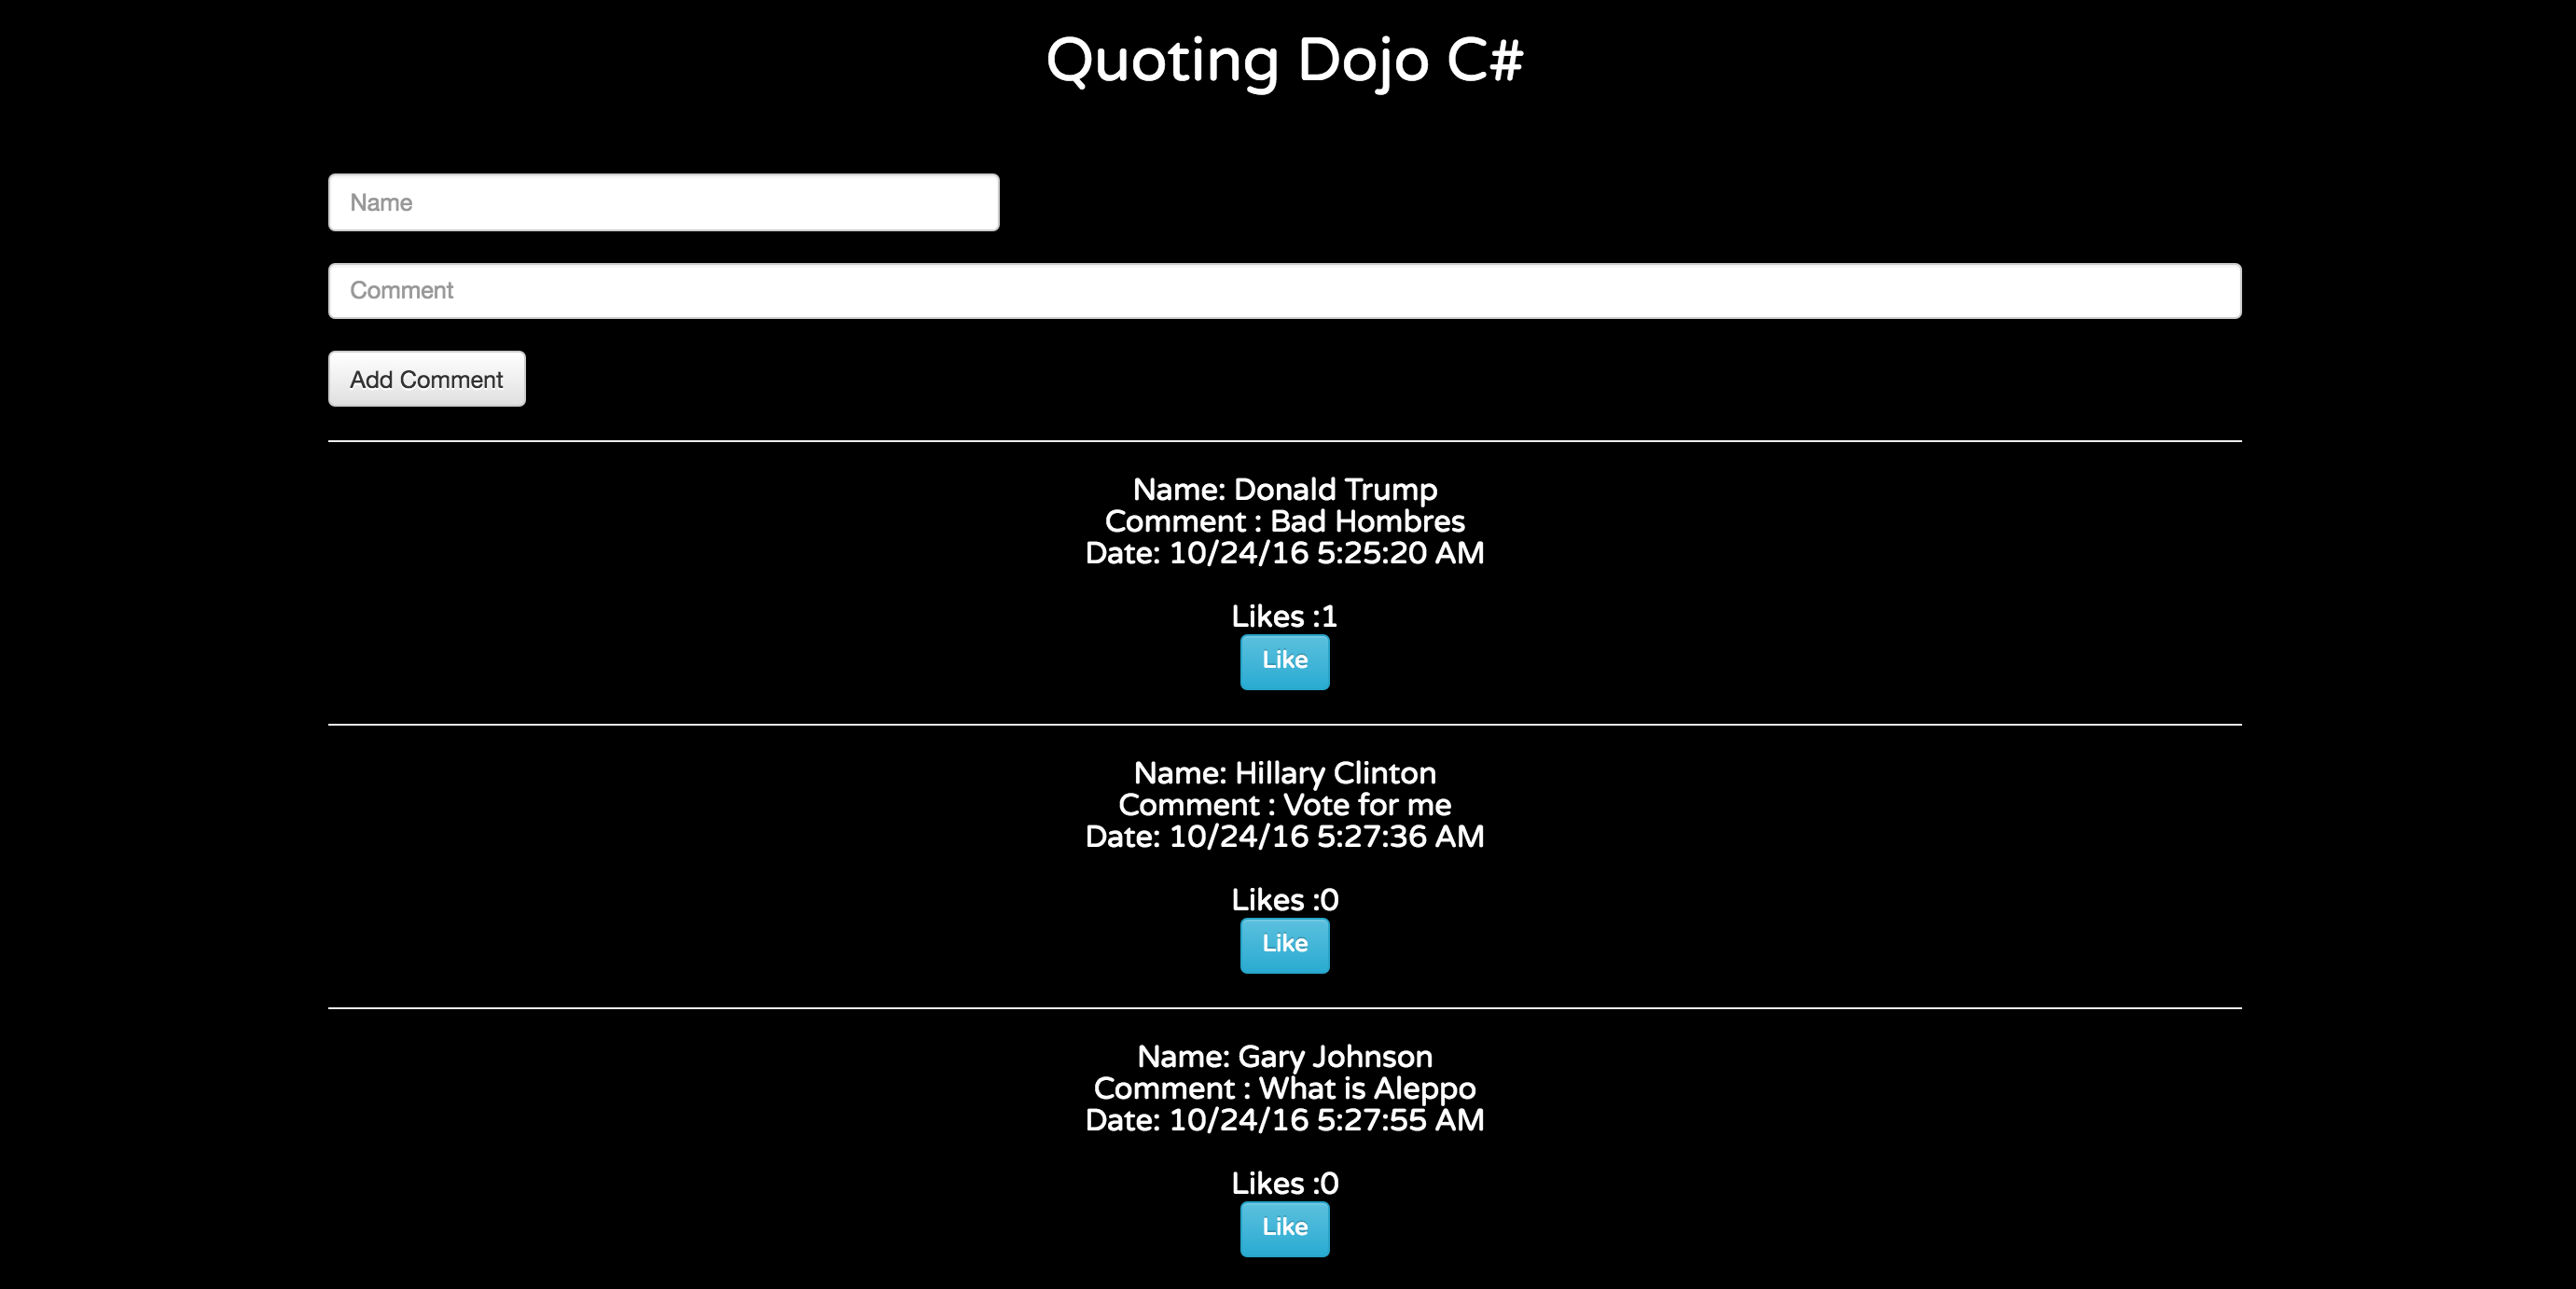 Quoting Dojo C#
Name
Comment
Add Comment
Name: Donald Trump
Comment : Bad Hombres
Date: 10/24/16 5:25:20 AM
Likes :1
Like
Name: Hillary Clinton
Comment : Vote for me
Date: 10/24/16 5:27:36 AM
Likes :0
Like
Name: Gary Johnson
Comment : What is Aleppo
Date: 10/24/16 5:27:55 AM
Likes :0
Like